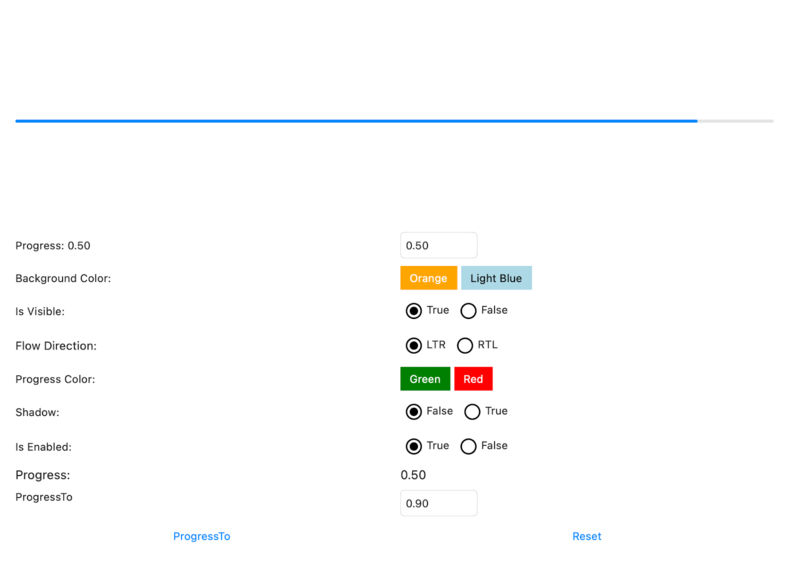 Progress: 0.50 0.50
Background Color: Orange Light Blue
Is Visible: True False
Flow Direction: LTR RTL
Progress Color: Green Red
Shadow: False True
Is Enabled: True False
Progress: 0.50
ProgressTo 0.90
ProgressTo Reset